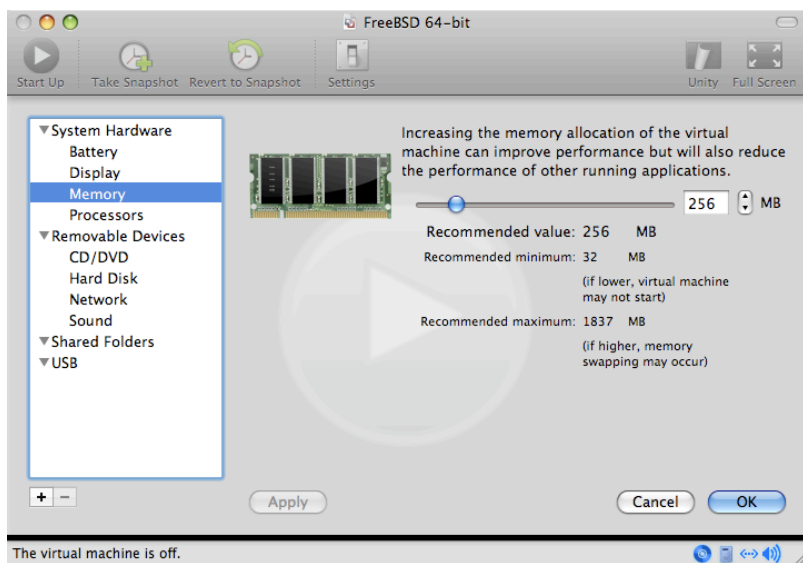 FreeBSD 64-bit
Start Up
Take Snapshot
Revert to Snapshot
Settings
Unity
Full Screen
System Hardware
Battery
Display
Memory
Processors
Removable Devices
CD/DVD
Hard Disk
Network
Sound
Shared Folders
USB
+ −
Increasing the memory allocation of the virtual
machine can improve performance but will also reduce
the performance of other running applications.
256 MB
Recommended value: 256 MB
Recommended minimum: 32 MB
(if lower, virtual machine
may not start)
Recommended maximum: 1837 MB
(if higher, memory
swapping may occur)
Apply
Cancel
OK
The virtual machine is off.